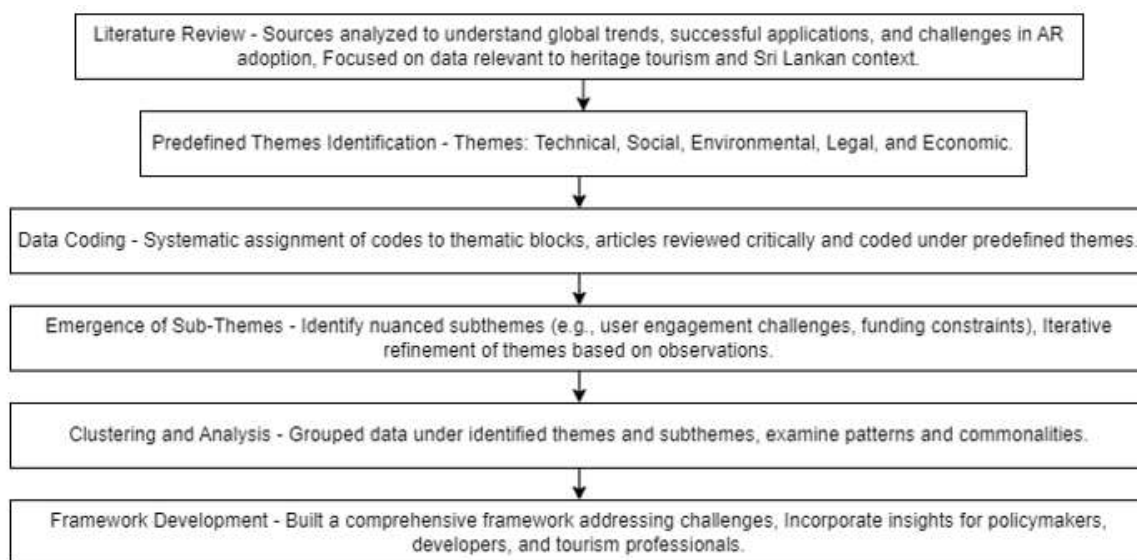 Literature Review - Sources analyzed to understand global trends, successful applications, and challenges in AR
adoption, Focused on data relevant to heritage tourism and Sri Lankan context.
Predefined Themes Identification - Themes: Technical, Social, Environmental, Legal, and Economic.
Data Coding - Systematic assignment of codes to thematic blocks, articles reviewed critically and coded under predefined themes.
Emergence of Sub-Themes - Identify nuanced subthemes (e.g., user engagement challenges, funding constraints), Iterative
refinement of themes based on observations.
Clustering and Analysis - Grouped data under identified themes and subthemes, examine patterns and commonalities.
Framework Development - Built a comprehensive framework addressing challenges, Incorporate insights for policymakers,
developers, and tourism professionals.